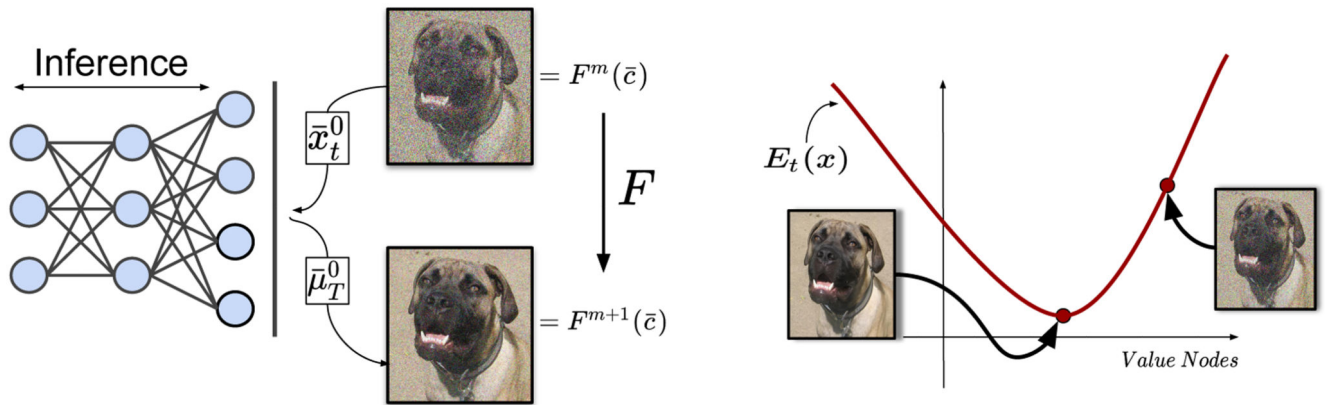 Inference
x̄_t^0
= F^m(c̄)
F
μ̄_T^0
= F^{m+1}(c̄)
E_t(x)
Value Nodes